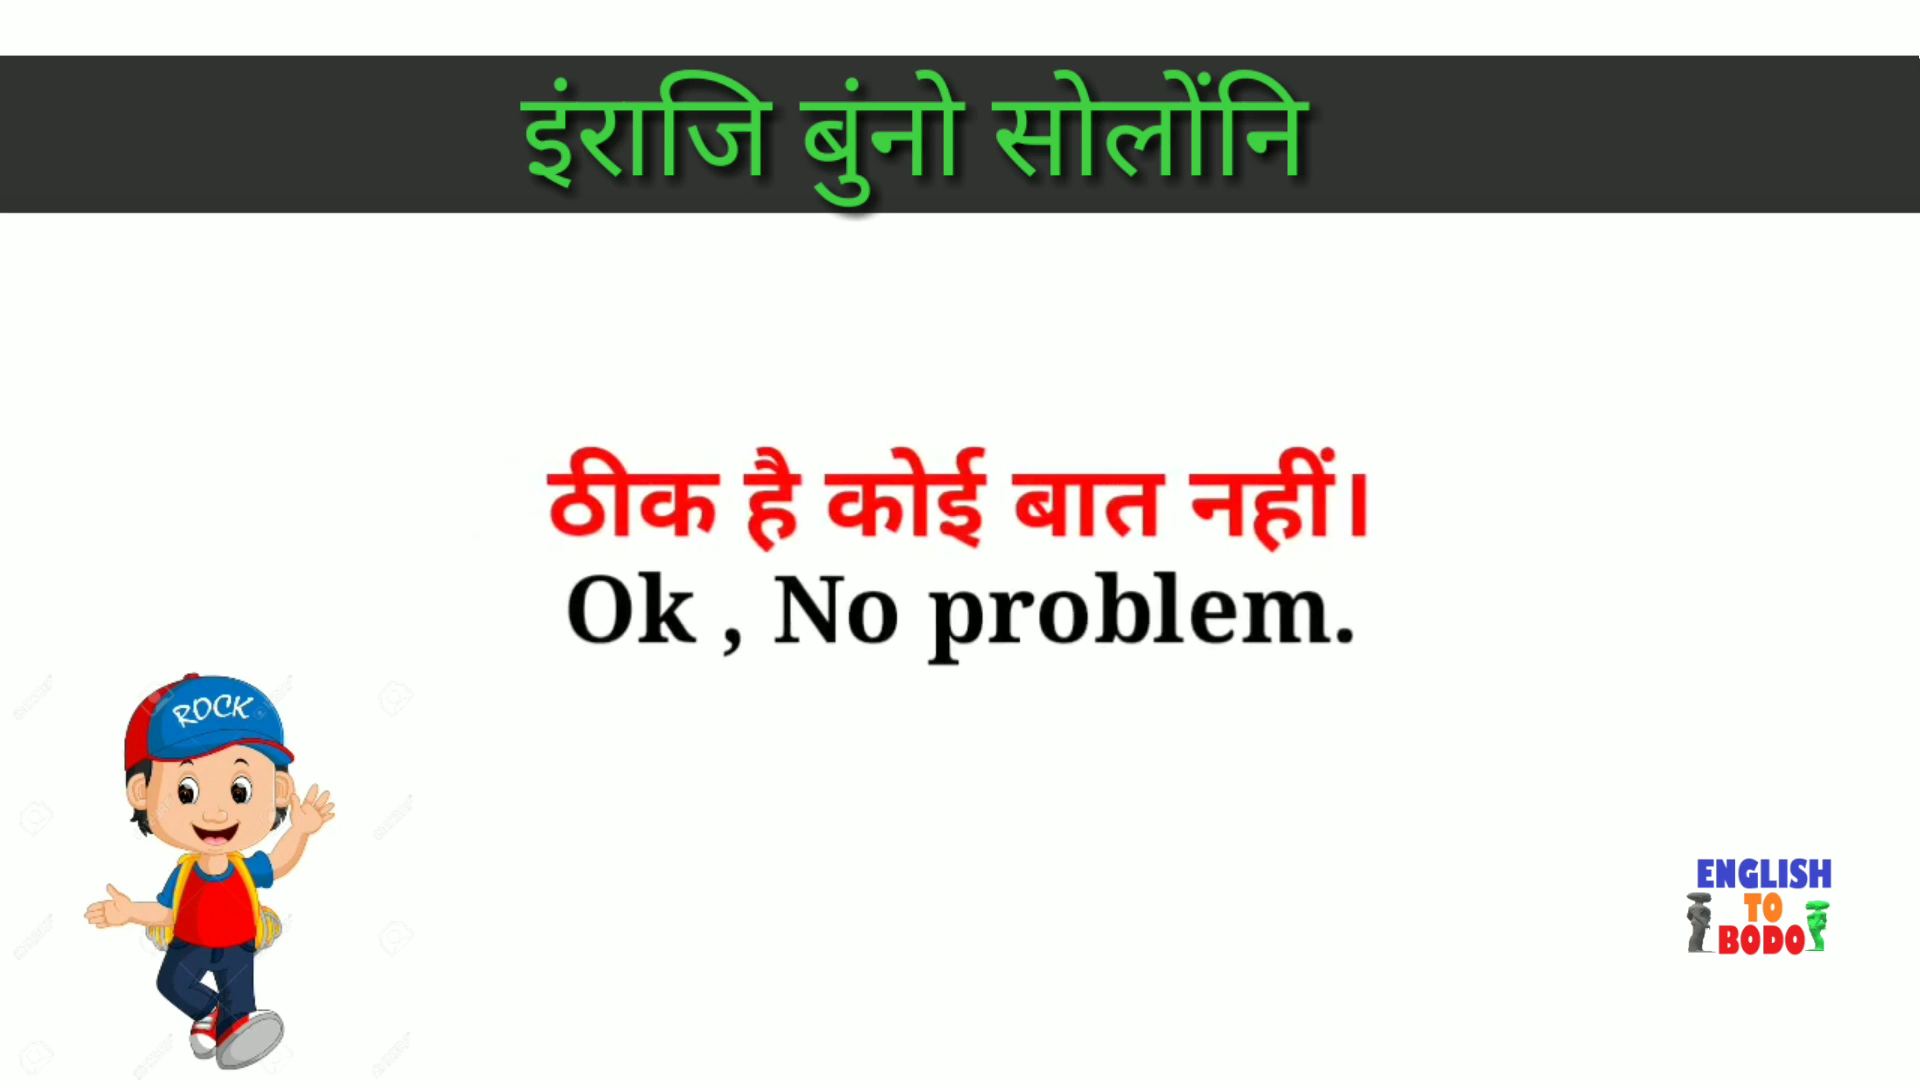 इंराजि बुंनो सोलोंनि
ठीक है कोई बात नहीं।
Ok , No problem.
ROCK
ENGLISH
TO
BODO